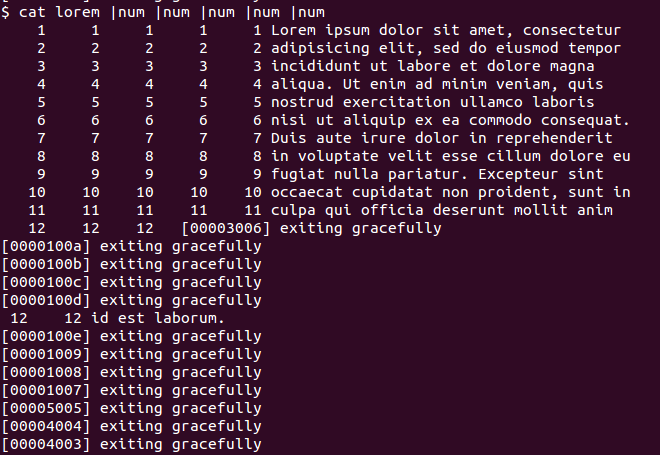 $ cat lorem |num |num |num |num |num
    1     1    1    1    1 Lorem ipsum dolor sit amet, consectetur
    2     2    2    2    2 adipisicing elit, sed do eiusmod tempor
    3     3    3    3    3 incididunt ut labore et dolore magna
    4     4    4    4    4 aliqua. Ut enim ad minim veniam, quis
    5     5    5    5    5 nostrud exercitation ullamco laboris
    6     6    6    6    6 nisi ut aliquip ex ea commodo consequat.
    7     7    7    7    7 Duis aute irure dolor in reprehenderit
    8     8    8    8    8 in voluptate velit esse cillum dolore eu
    9     9    9    9    9 fugiat nulla pariatur. Excepteur sint
   10    10   10   10   10 occaecat cupidatat non proident, sunt in
   11    11   11   11   11 culpa qui officia deserunt mollit anim
   12    12   12   [00003006] exiting gracefully
[0000100a] exiting gracefully
[0000100b] exiting gracefully
[0000100c] exiting gracefully
[0000100d] exiting gracefully
 12    12 id est laborum.
[0000100e] exiting gracefully
[00001009] exiting gracefully
[00001008] exiting gracefully
[00001007] exiting gracefully
[00005005] exiting gracefully
[00004004] exiting gracefully
[00004003] exiting gracefully